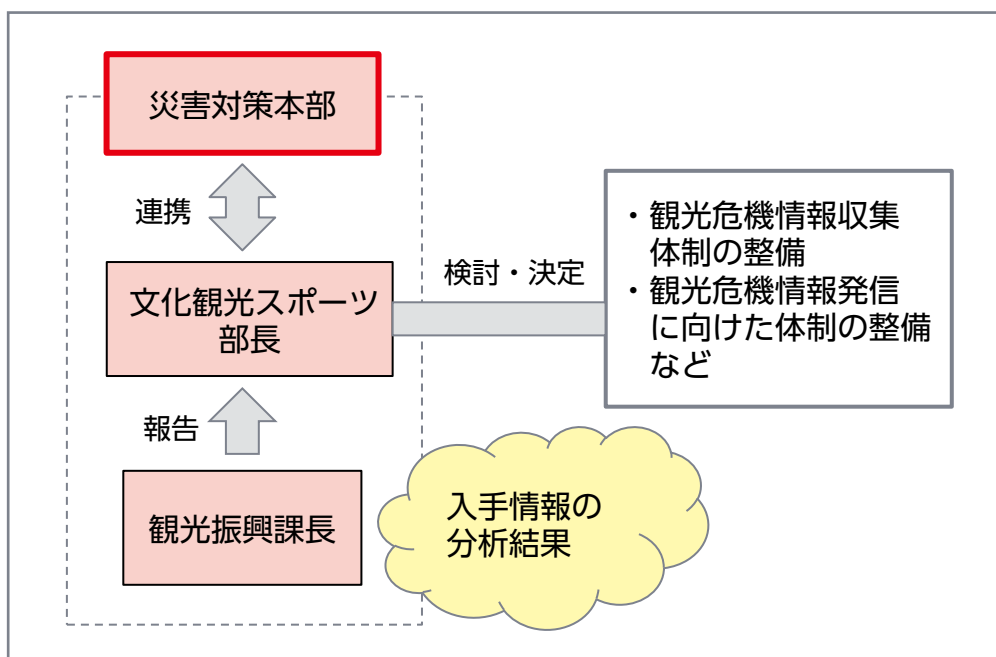 災害対策本部
連携
文化観光スポーツ
部長
検討・決定
・観光危機情報収集
体制の整備
・観光危機情報発信
に向けた体制の整備
など
報告
観光振興課長
入手情報の
分析結果